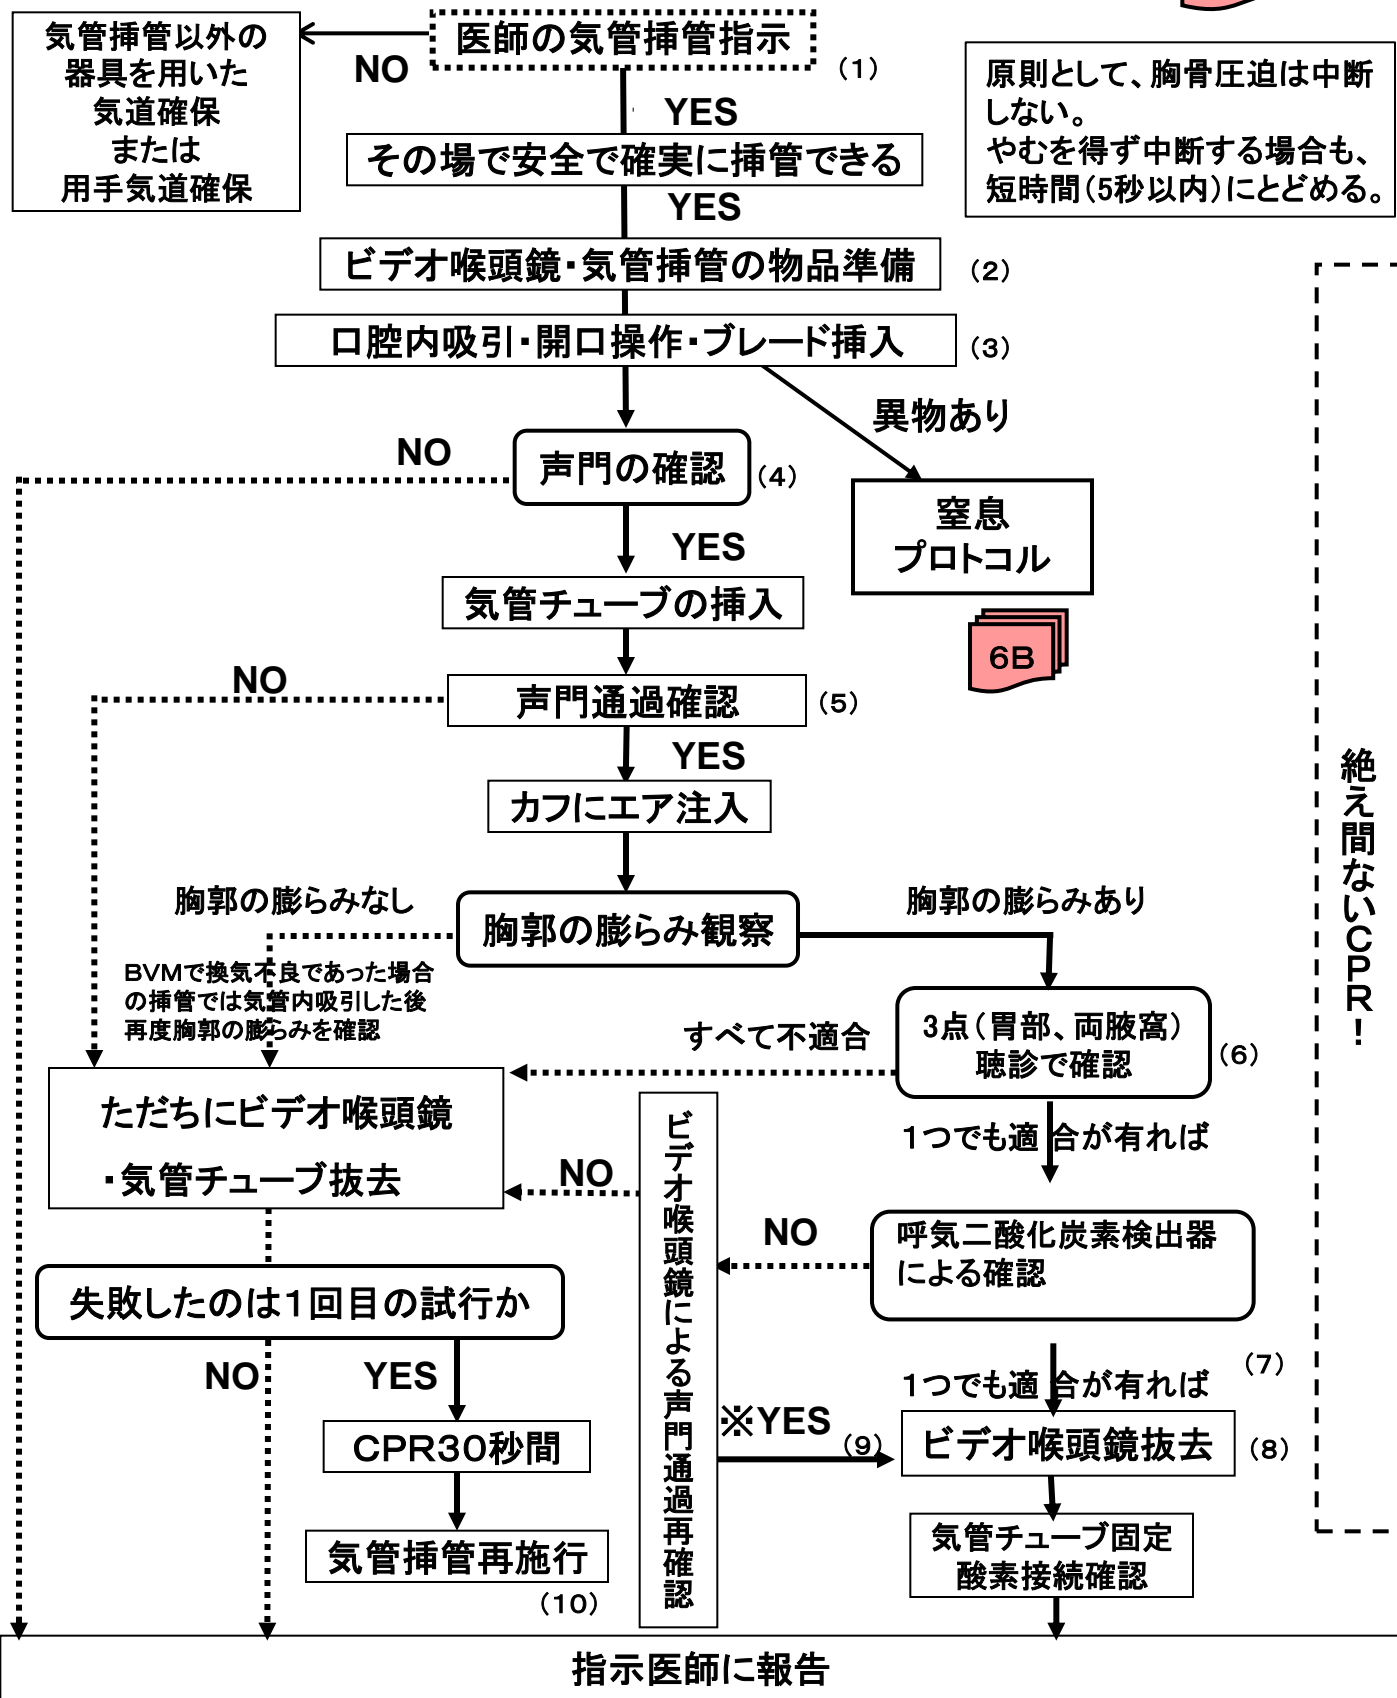 気管挿管以外の
器具を用いた
気道確保
または
用手気道確保
医師の気管挿管指示
(1)
NO
YES
原則として、胸骨圧迫は中断
しない。
やむを得ず中断する場合も、
短時間(5秒以内)にとどめる。
その場で安全で確実に挿管できる
YES
ビデオ喉頭鏡・気管挿管の物品準備
(2)
口腔内吸引・開口操作・ブレード挿入
(3)
異物あり
NO
声門の確認
(4)
窒息
プロトコル
6B
YES
気管チューブの挿入
NO
声門通過確認
(5)
YES
カフにエア注入
胸郭の膨らみなし
胸郭の膨らみ観察
胸郭の膨らみあり
BVMで換気不良であった場合
の挿管では気管内吸引した後
再度胸郭の膨らみを確認
すべて不適合
3点(胃部、両腋窩)
聴診で確認
(6)
1つでも適合が有れば
ただちにビデオ喉頭鏡
・気管チューブ抜去
NO
ビデオ喉頭鏡による声門通過再確認
NO
呼気二酸化炭素検出器
による確認
(7)
1つでも適合が有れば
失敗したのは1回目の試行か
NO
YES
※YES
(9)
ビデオ喉頭鏡抜去
(8)
CPR30秒間
気管挿管再施行
(10)
気管チューブ固定
酸素接続確認
絶え間ないCPR!
指示医師に報告